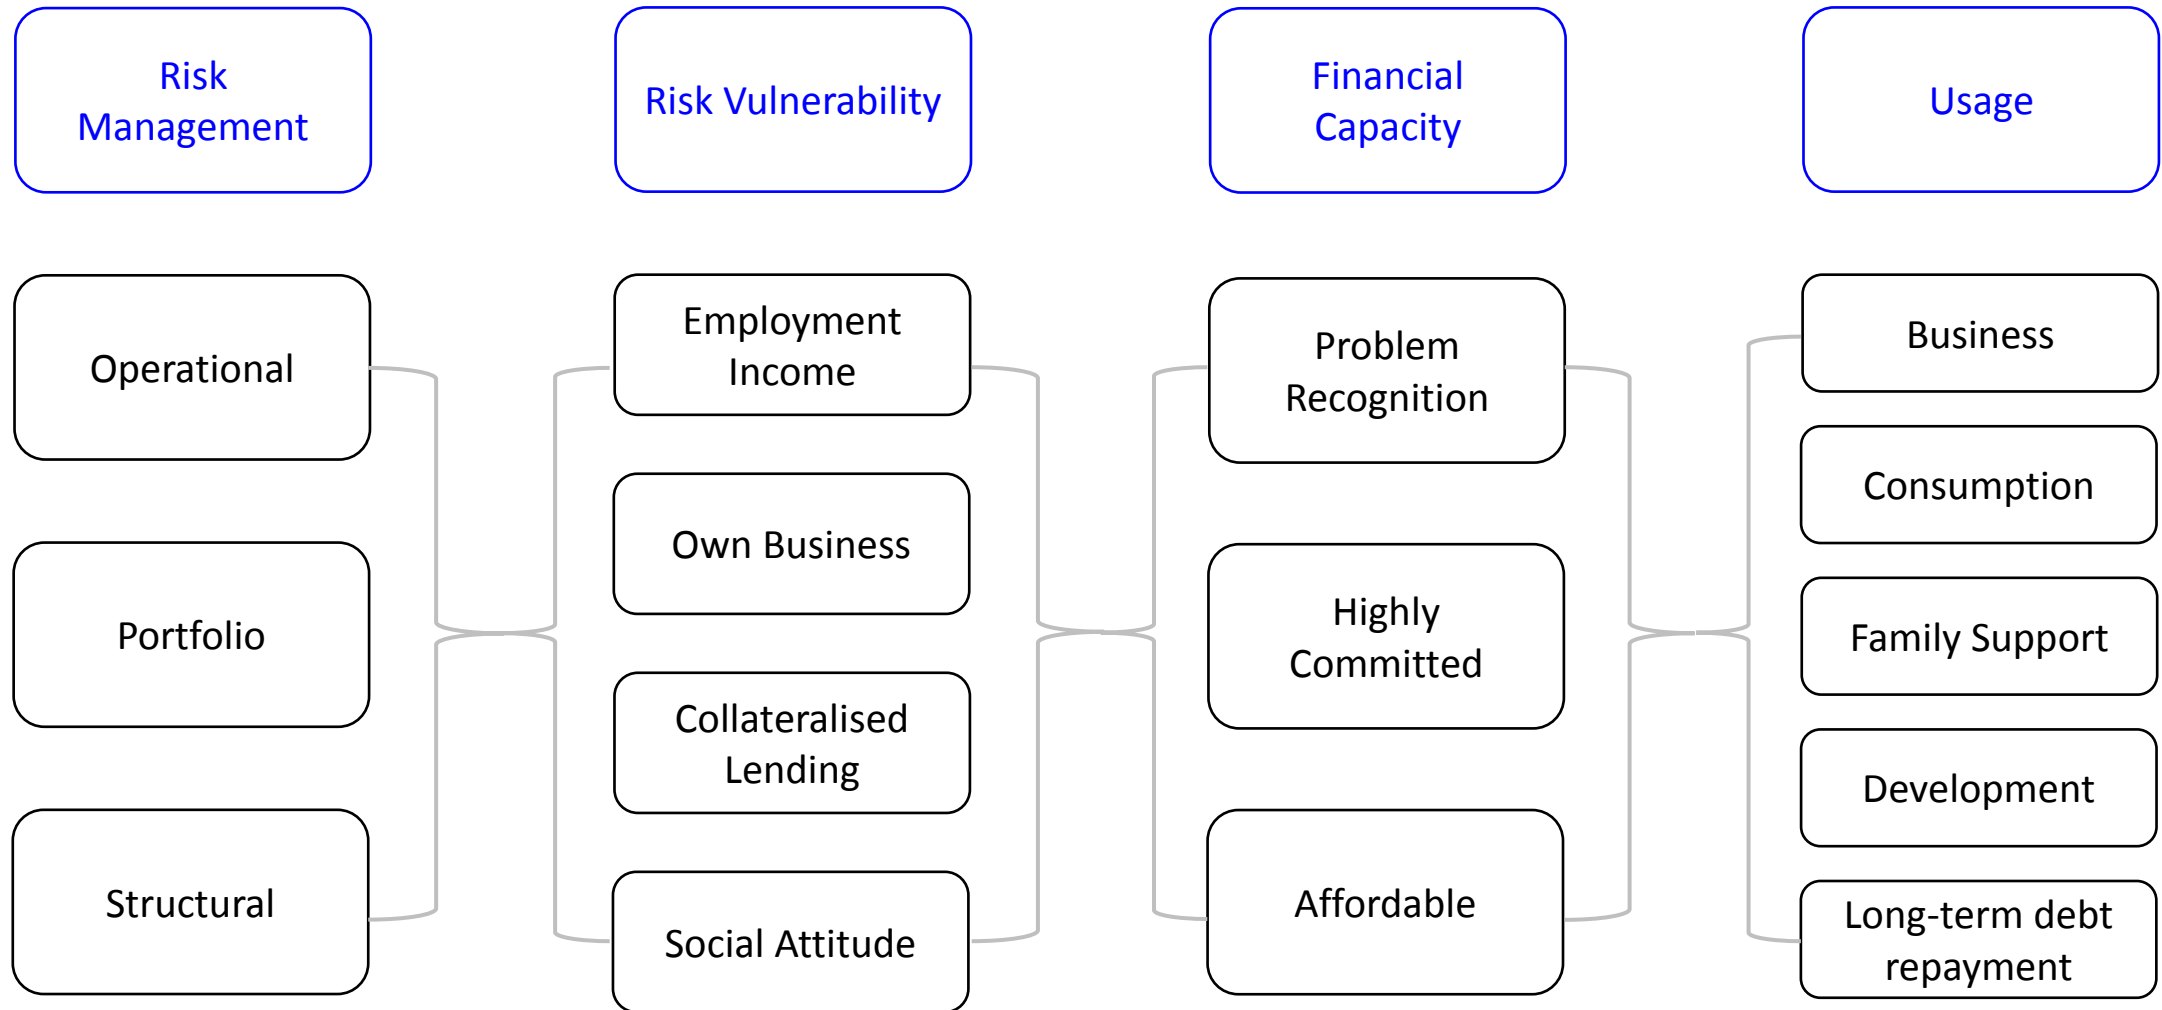 Risk
Management
Risk Vulnerability
Financial
Capacity
Usage
Operational
Portfolio
Structural
Employment
Income
Own Business
Collateralised
Lending
Social Attitude
Problem
Recognition
Highly
Committed
Affordable
Business
Consumption
Family Support
Development
Long-term debt
repayment